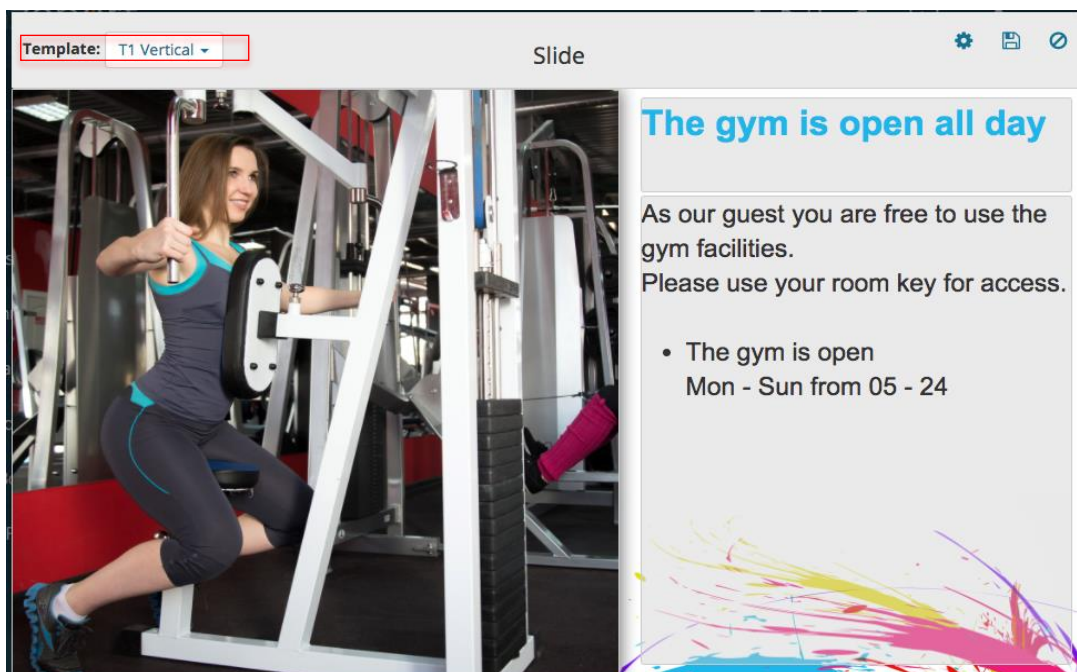 Template: T1 Vertical
Slide
The gym is open all day
As our guest you are free to use the
gym facilities.
Please use your room key for access.
• The gym is open
Mon - Sun from 05 - 24